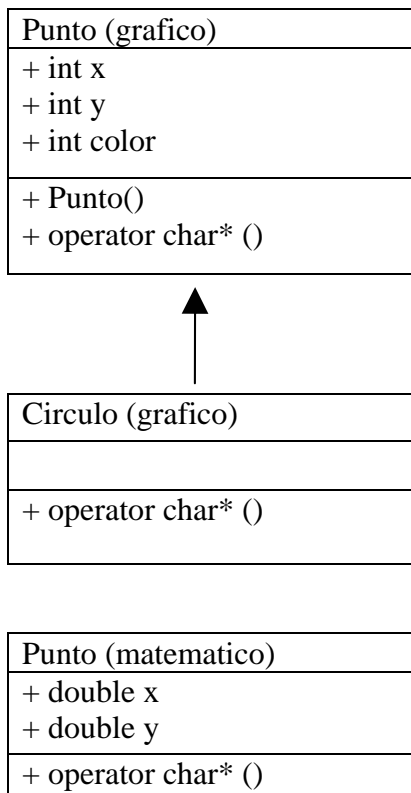 Punto (grafico)
+ int x
+ int y
+ int color
+ Punto()
+ operator char* ()
Circulo (grafico)
+ operator char* ()
Punto (matematico)
+ double x
+ double y
+ operator char* ()